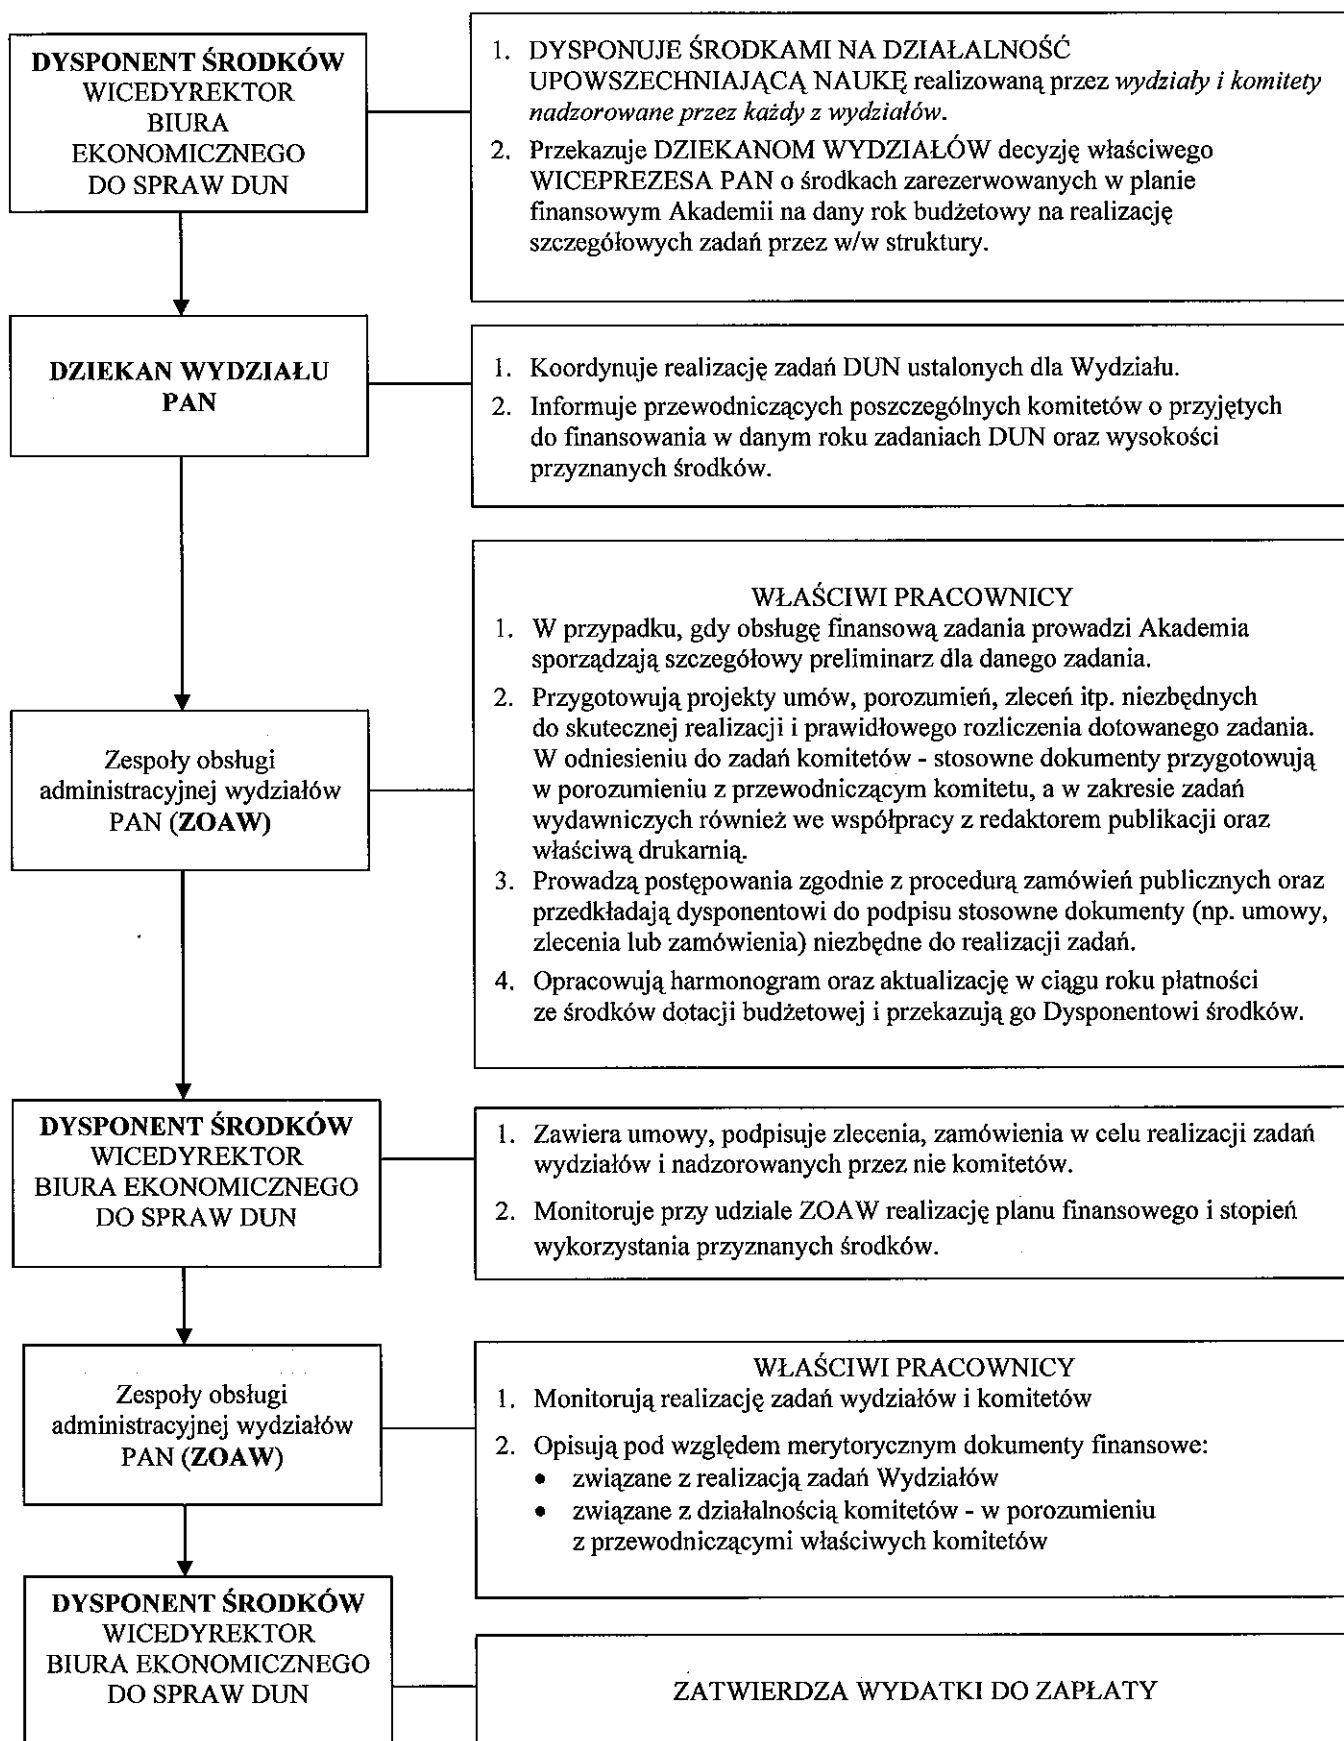 DYSPONENT ŚRODKÓW
WICEDYREKTOR
BIURA
EKONOMICZNEGO
DO SPRAW DUN
1. DYSPONUJE ŚRODKAMI NA DZIAŁALNOŚĆ
UPOWSZECHNIAJĄCĄ NAUKĘ realizowaną przez wydziały i komitety
nadzorowane przez każdy z wydziałów.
2. Przekazuje DZIEKANOM WYDZIAŁÓW decyzję właściwego
WICEPREZESA PAN o środkach zarezerwowanych w planie
finansowym Akademii na dany rok budżetowy na realizację
szczegółowych zadań przez w/w struktury.
DZIEKAN WYDZIAŁU
PAN
1. Koordynuje realizację zadań DUN ustalonych dla Wydziału.
2. Informuje przewodniczących poszczególnych komitetów o przyjętych
do finansowania w danym roku zadaniach DUN oraz wysokości
przyznanych środków.
Zespoły obsługi
administracyjnej wydziałów
PAN (ZOAW)
WŁAŚCIWI PRACOWNICY
1. W przypadku, gdy obsługę finansową zadania prowadzi Akademia
sporządzają szczegółowy preliminarz dla danego zadania.
2. Przygotowują projekty umów, porozumień, zleceń itp. niezbędnych
do skutecznej realizacji i prawidłowego rozliczenia dotowanego zadania.
W odniesieniu do zadań komitetów - stosowne dokumenty przygotowują
w porozumieniu z przewodniczącym komitetu, a w zakresie zadań
wydawniczych również we współpracy z redaktorem publikacji oraz
właściwą drukarnią.
3. Prowadzą postępowania zgodnie z procedurą zamówień publicznych oraz
przedkładają dysponentowi do podpisu stosowne dokumenty (np. umowy,
zlecenia lub zamówienia) niezbędne do realizacji zadań.
4. Opracowują harmonogram oraz aktualizację w ciągu roku płatności
ze środków dotacji budżetowej i przekazują go Dysponentowi środków.
DYSPONENT ŚRODKÓW
WICEDYREKTOR
BIURA EKONOMICZNEGO
DO SPRAW DUN
1. Zawiera umowy, podpisuje zlecenia, zamówienia w celu realizacji zadań
wydziałów i nadzorowanych przez nie komitetów.
2. Monitoruje przy udziale ZOAW realizację planu finansowego i stopień
wykorzystania przyznanych środków.
Zespoły obsługi
administracyjnej wydziałów
PAN (ZOAW)
WŁAŚCIWI PRACOWNICY
1. Monitorują realizację zadań wydziałów i komitetów
2. Opisują pod względem merytorycznym dokumenty finansowe:
• związane z realizacją zadań Wydziałów
• związane z działalnością komitetów - w porozumieniu
z przewodniczącymi właściwych komitetów
DYSPONENT ŚRODKÓW
WICEDYREKTOR
BIURA EKONOMICZNEGO
DO SPRAW DUN
ZATWIERDZA WYDATKI DO ZAPŁATY